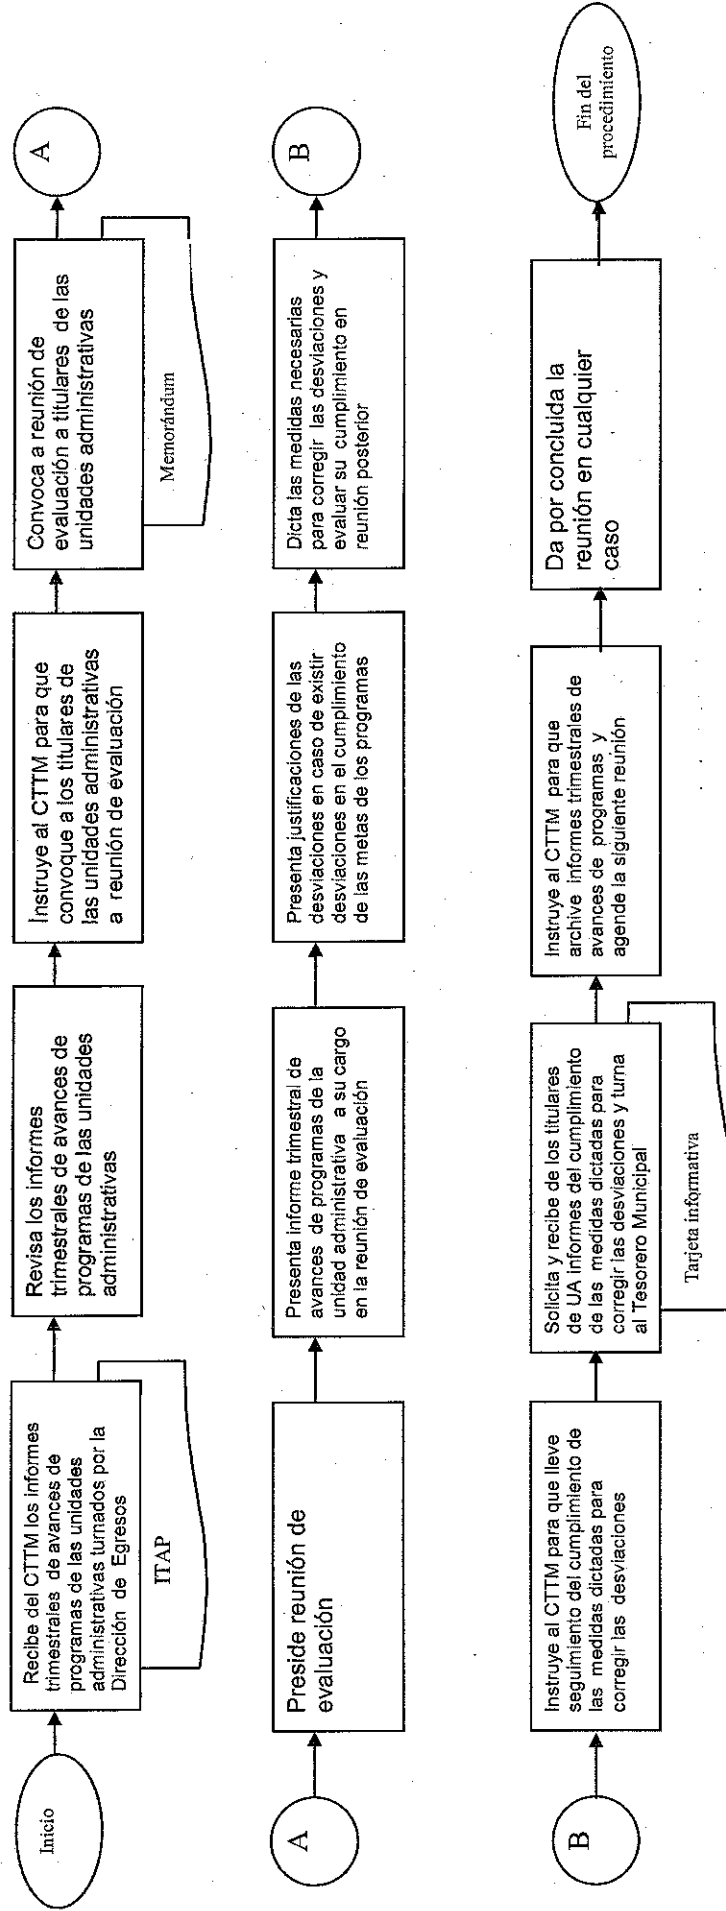 Inicio
Recibe del CTTM los informes
trimestrales de avances de
programas de las unidades
administrativas turnados por la
Dirección de Egresos
ITAP
Revisa los informes
trimestrales de avances de
programas de las unidades
administrativas
Instruye al CTTM para que
convoque a los titulares de
las unidades administrativas
a reunión de evaluación
Convoca a reunión de
evaluación a titulares de las
unidades administrativas
Memorándum
A
A
Preside reunión de
evaluación
Presenta informe trimestral de
avances de programas de la
unidad administrativa a su cargo
en la reunión de evaluación
Presenta justificaciones de las
desviaciones en caso de existir
desviaciones en el cumplimiento
de las metas de los programas
Dicta las medidas necesarias
para corregir las desviaciones y
evaluar su cumplimiento en
reunión posterior
B
B
Instruye al CTTM para que lleve
seguimiento del cumplimiento de
las medidas dictadas para
corregir las desviaciones
Solicita y recibe de los titulares
de UA informes del cumplimiento
de las medidas dictadas para
corregir las desviaciones y turna
al Tesorero Municipal
Tarjeta informativa
Instruye al CTTM para que
archive informes trimestrales de
avances de programas y
agende la siguiente reunión
Da por concluida la
reunión en cualquier
caso
Fin del
procedimiento